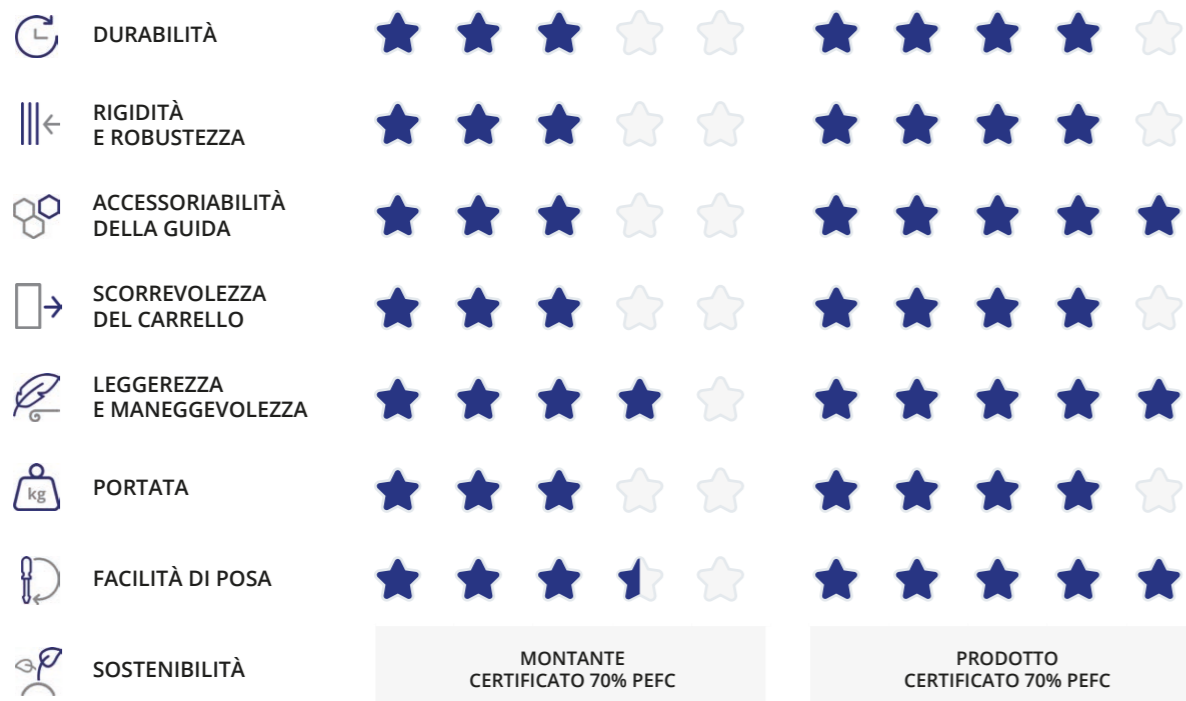 DURABILITÀ
RIGIDITÀ
E ROBUSTEZZA
ACCESSORIABILITÀ
DELLA GUIDA
SCORREVOLEZZA
DEL CARRELLO
LEGGEREZZA
E MANEGGEVOLEZZA
kg
PORTATA
FACILITÀ DI POSA
SOSTENIBILITÀ
MONTANTE
CERTIFICATO 70% PEFC
PRODOTTO
CERTIFICATO 70% PEFC